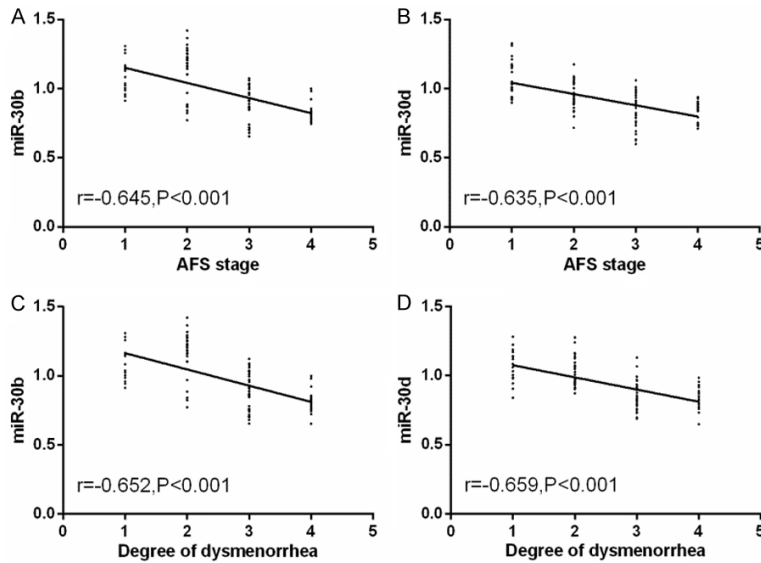 A
B
1.5
1.0
0.5
0.0
miR-30b
r=-0.645,P<0.001
0 1 2 3 4 5
AFS stage
1.5
1.0
0.5
0.0
miR-30d
r=-0.635,P<0.001
0 1 2 3 4 5
AFS stage
C
D
1.5
1.0
0.5
0.0
miR-30b
r=-0.652,P<0.001
0 1 2 3 4 5
Degree of dysmenorrhea
1.5
1.0
0.5
0.0
miR-30d
r=-0.659,P<0.001
0 1 2 3 4 5
Degree of dysmenorrhea